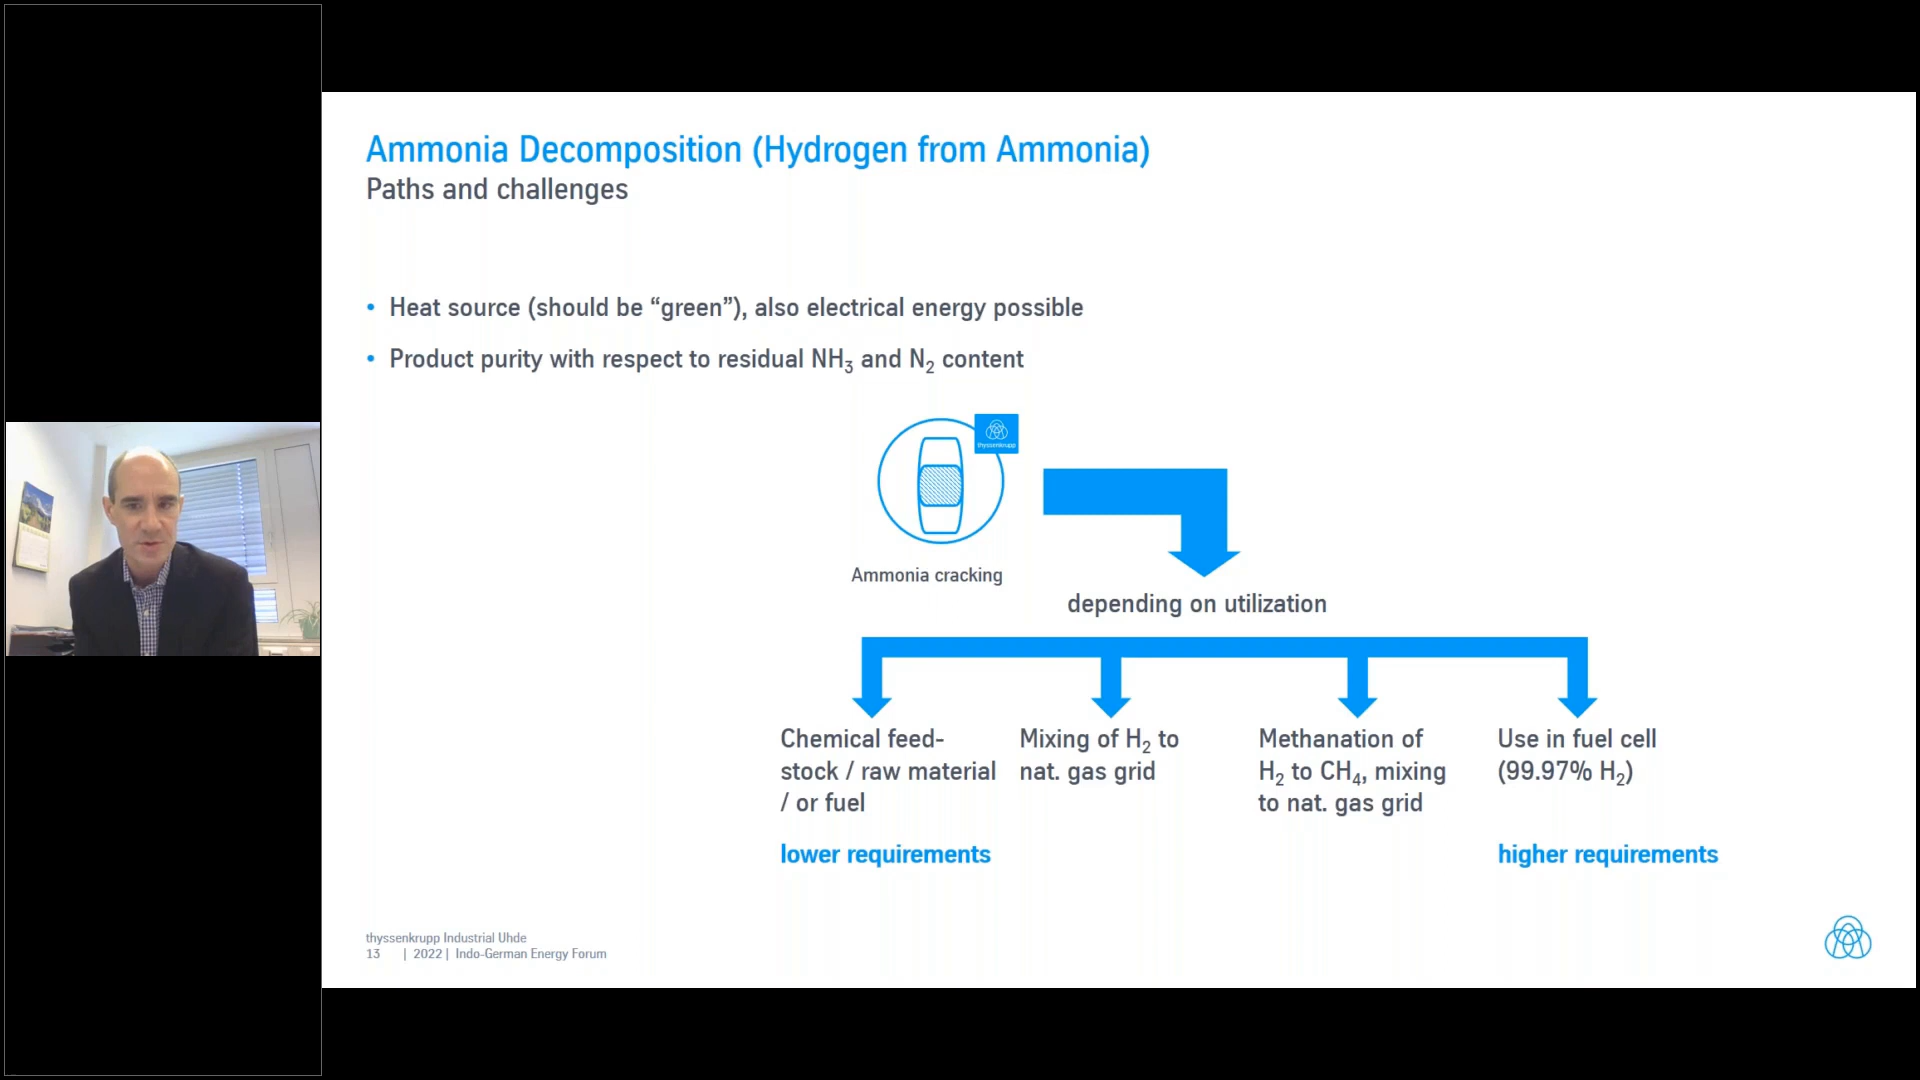 Ammonia Decomposition (Hydrogen from Ammonia)
Paths and challenges
• Heat source (should be “green”), also electrical energy possible
• Product purity with respect to residual NH₃ and N₂ content
thyssenkrupp
Ammonia cracking
depending on utilization
Chemical feed-
stock / raw material
/ or fuel
lower requirements
Mixing of H₂ to
nat. gas grid
Methanation of
H₂ to CH₄, mixing
to nat. gas grid
Use in fuel cell
(99.97% H₂)
higher requirements
thyssenkrupp Industrial Uhde
13 | 2022 | Indo-German Energy Forum